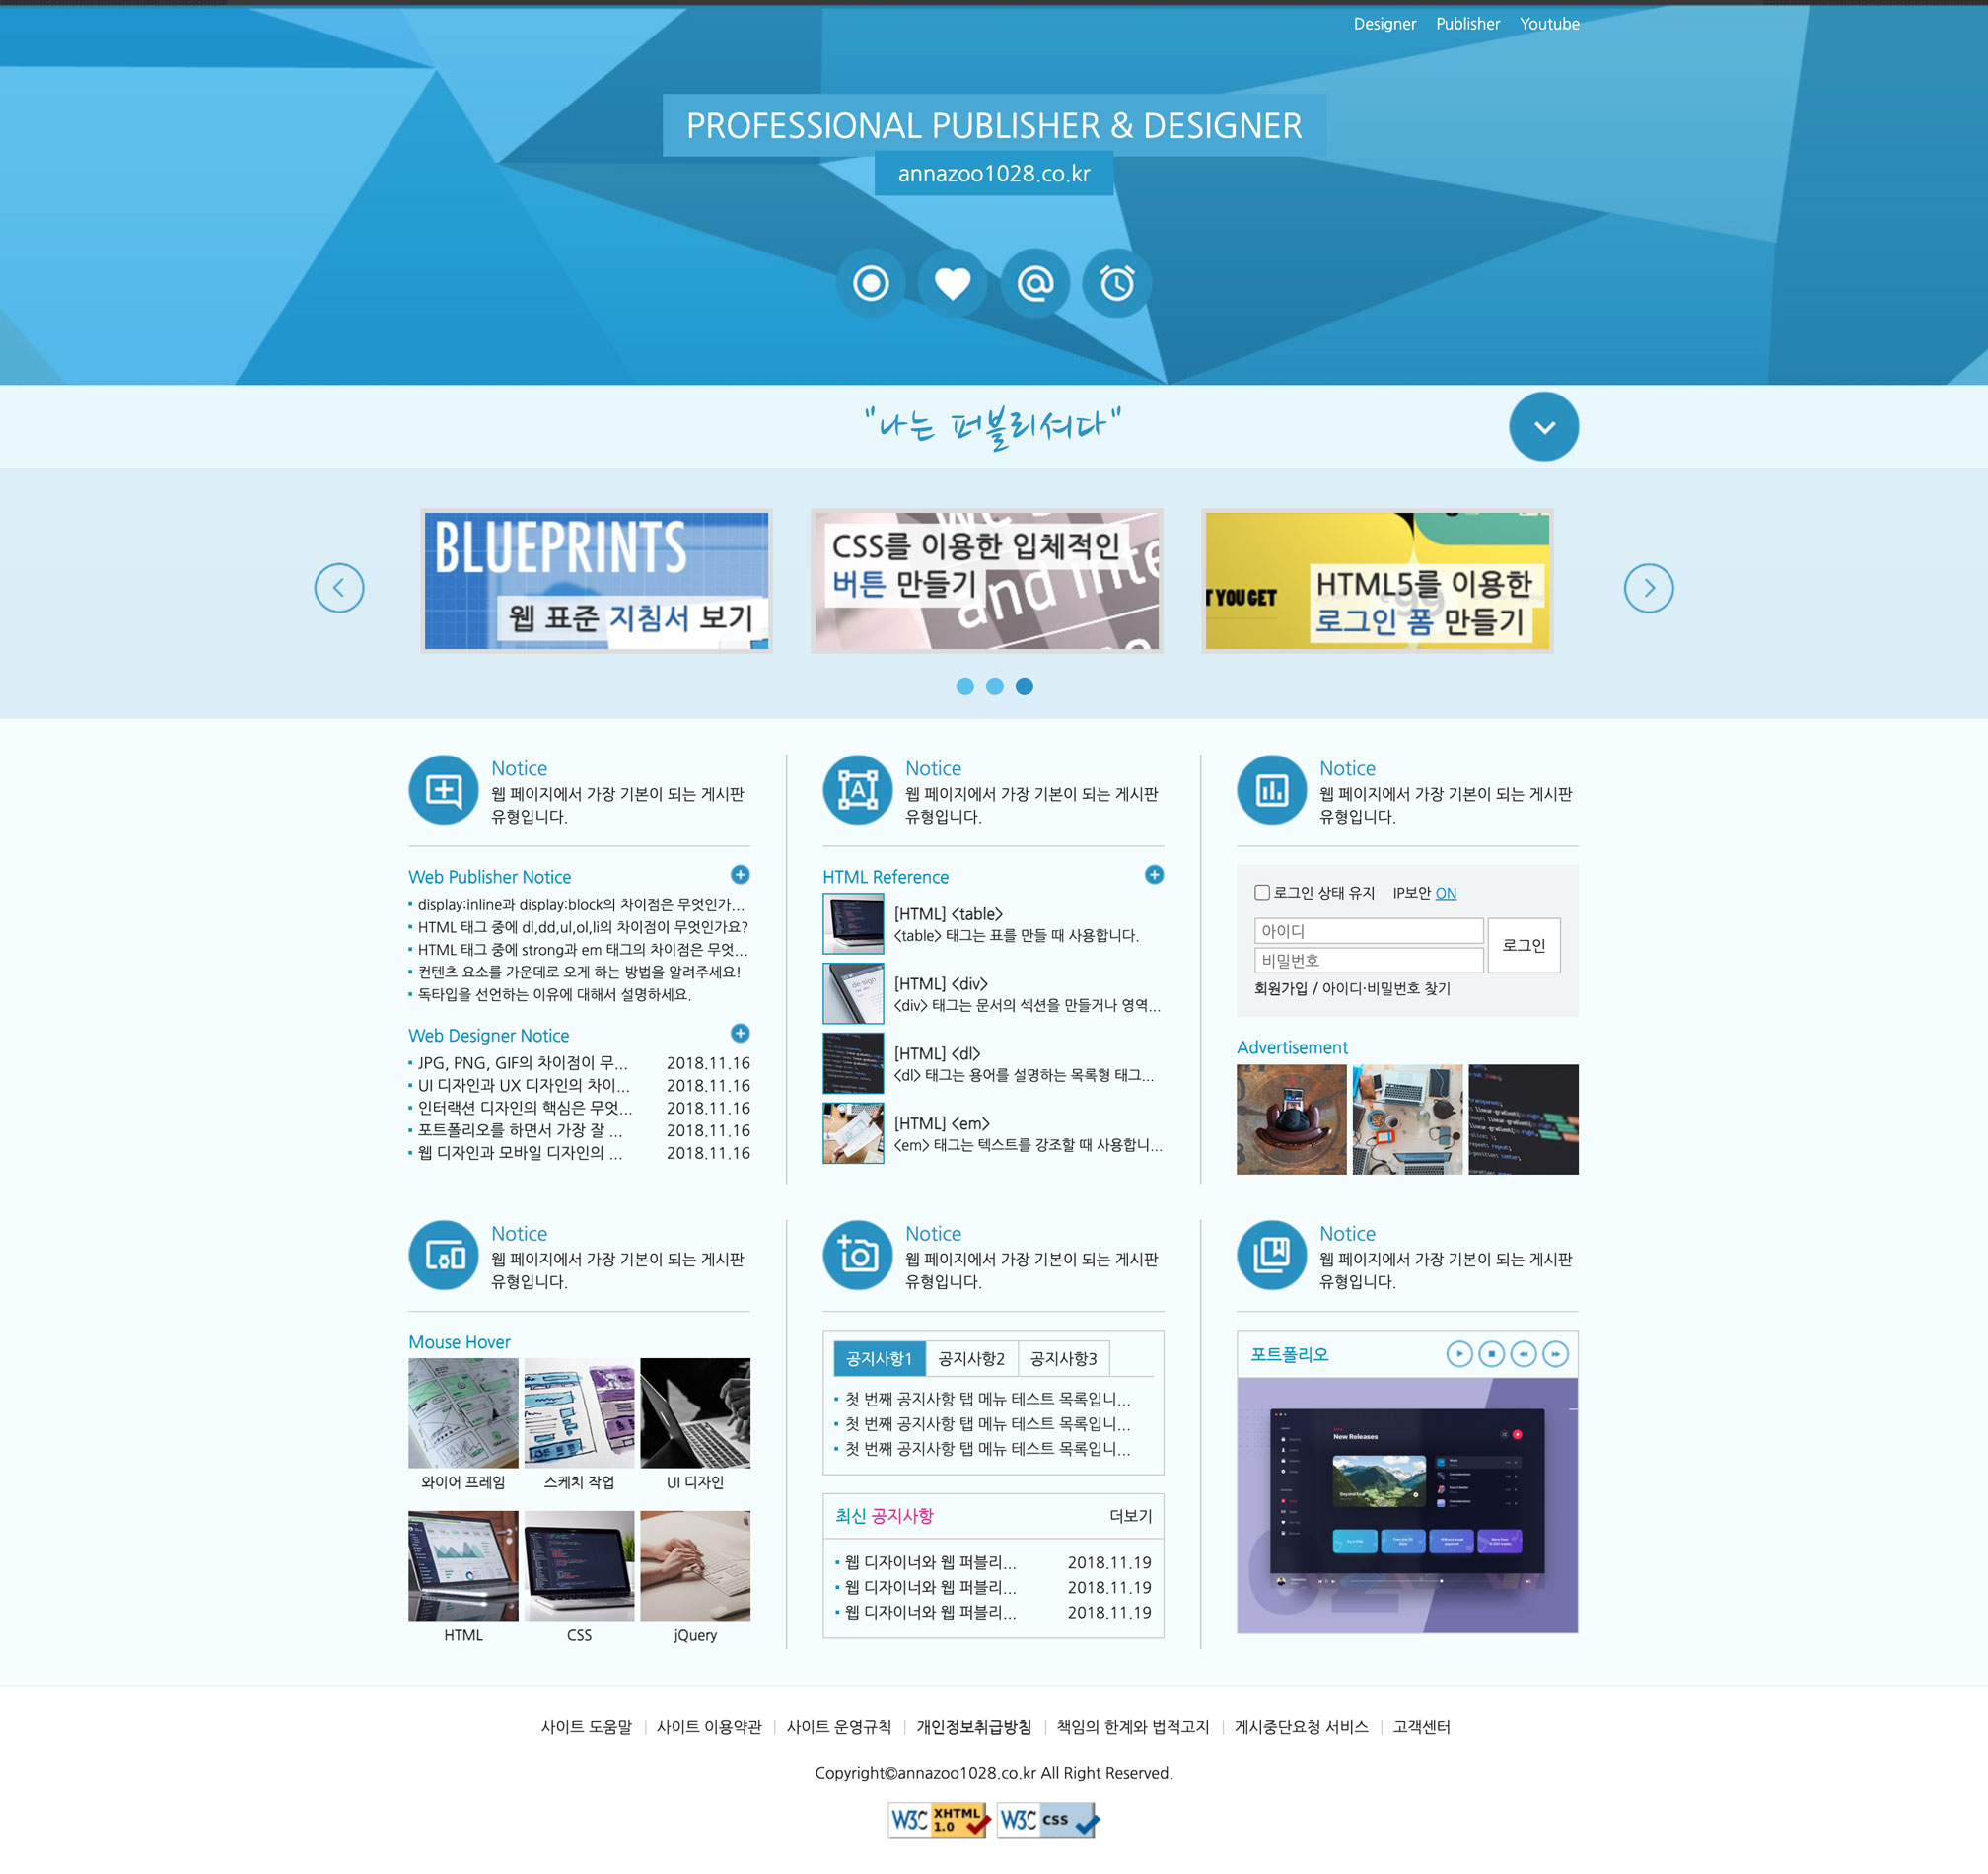 Designer Publisher Youtube
PROFESSIONAL PUBLISHER & DESIGNER
annazoo1028.co.kr
"나는 퍼블리셔다"
BLUEPRINTS
웹 표준 지침서 보기
CSS를 이용한 입체적인
버튼 만들기
and inte
T YOU GET
HTML5를 이용한
로그인 폼 만들기
Notice
웹 페이지에서 가장 기본이 되는 게시판
유형입니다.
Web Publisher Notice
display:inline과 display:block의 차이점은 무엇인가...
HTML 태그 중에 dl,dd,ul,ol,li의 차이점이 무엇인가요?
HTML 태그 중에 strong과 em 태그의 차이점은 무엇...
컨텐츠 요소를 가운데로 오게 하는 방법을 알려주세요!
독타입을 선언하는 이유에 대해서 설명하세요.
Web Designer Notice
JPG, PNG, GIF의 차이점이 무... 2018.11.16
UI 디자인과 UX 디자인의 차이... 2018.11.16
인터랙션 디자인의 핵심은 무엇... 2018.11.16
포트폴리오를 하면서 가장 잘 ... 2018.11.16
웹 디자인과 모바일 디자인의 ... 2018.11.16
Notice
웹 페이지에서 가장 기본이 되는 게시판
유형입니다.
HTML Reference
[HTML] <table>
<table> 태그는 표를 만들 때 사용합니다.
[HTML] <div>
<div> 태그는 문서의 섹션을 만들거나 영역...
[HTML] <dl>
<dl> 태그는 용어를 설명하는 목록형 태그...
[HTML] <em>
<em> 태그는 텍스트를 강조할 때 사용합니...
Notice
웹 페이지에서 가장 기본이 되는 게시판
유형입니다.
로그인 상태 유지 IP보안 ON
아이디
비밀번호
로그인
회원가입 / 아이디·비밀번호 찾기
Advertisement
Notice
웹 페이지에서 가장 기본이 되는 게시판
유형입니다.
Mouse Hover
와이어 프레임 스케치 작업 UI 디자인
HTML CSS jQuery
Notice
웹 페이지에서 가장 기본이 되는 게시판
유형입니다.
공지사항1 공지사항2 공지사항3
첫 번째 공지사항 탭 메뉴 테스트 목록입니...
첫 번째 공지사항 탭 메뉴 테스트 목록입니...
첫 번째 공지사항 탭 메뉴 테스트 목록입니...
최신 공지사항 더보기
웹 디자이너와 웹 퍼블리... 2018.11.19
웹 디자이너와 웹 퍼블리... 2018.11.19
웹 디자이너와 웹 퍼블리... 2018.11.19
Notice
웹 페이지에서 가장 기본이 되는 게시판
유형입니다.
포트폴리오
New Releases
사이트 도움말 사이트 이용약관 사이트 운영규칙 개인정보취급방침 책임의 한계와 법적고지 게시중단요청 서비스 고객센터
Copyright©annazoo1028.co.kr All Right Reserved.
W3C XHTML 1.0 W3C CSS